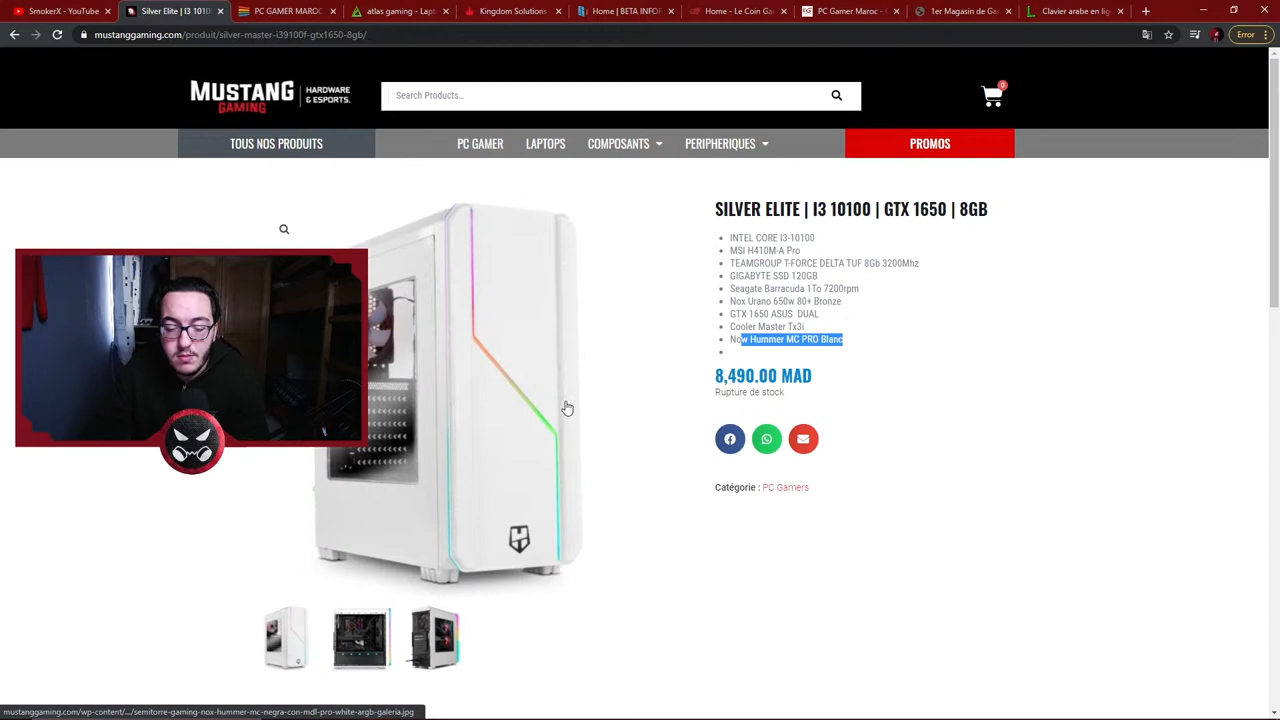 SmokerX - YouTube
Silver Elite | I3 1010
PC GAMER MAROC
atlas gaming - Lapt
Kingdom Solutions
Home | BETA INFOR
Home - Le Coin Ga
PC Gamer Maroc -
1er Magasin de Ga
Clavier arabe en lig
mustanggaming.com/produit/silver-master-i39100f-gtx1650-8gb/
Error
MUSTANG GAMING | HARDWARE & ESPORTS.
Search Products...
0
TOUS NOS PRODUITS
PC GAMER
LAPTOPS
COMPOSANTS
PERIPHERIQUES
PROMOS
SILVER ELITE | I3 10100 | GTX 1650 | 8GB
INTEL CORE I3-10100
MSI H410M-A Pro
TEAMGROUP T-FORCE DELTA TUF 8Gb 3200Mhz
GIGABYTE SSD 120GB
Seagate Barracuda 1To 7200rpm
Nox Urano 650w 80+ Bronze
GTX 1650 ASUS DUAL
Cooler Master Tx3i
Now Hummer MC PRO Blanc
8,490.00 MAD
Rupture de stock
Catégorie : PC Gamers
mustanggaming.com/wp-content/.../semitorre-gaming-nox-hummer-mc-negra-con-mdl-pro-white-argb-galeria.jpg